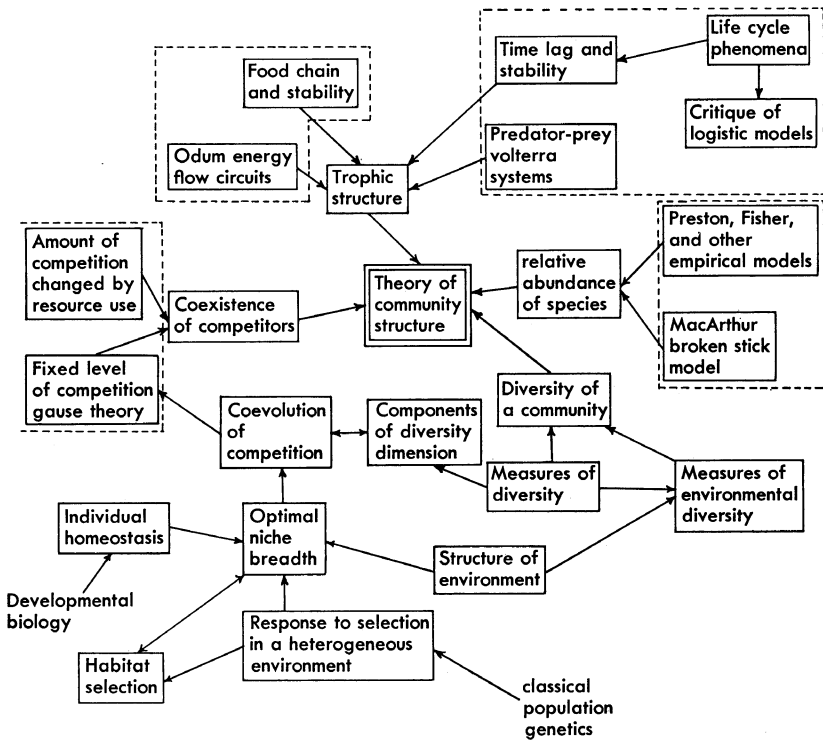 Life cycle
phenomena
Time lag and
stability
Food chain
and stability
Critique of
logistic models
Predator-prey
volterra
systems
Odum energy
flow circuits
Trophic
structure
Preston, Fisher,
and other
empirical models
Amount of
competition
changed by
resource use
relative
abundance
of species
Theory of
community
structure
Coexistence
of competitors
MacArthur
broken stick
model
Fixed level
of competition
gause theory
Diversity of
a community
Coevolution
of
competition
Components
of diversity
dimension
Measures of
diversity
Measures of
environmental
diversity
Individual
homeostasis
Optimal
niche
breadth
Structure of
environment
Developmental
biology
Response to selection
in a heterogeneous
environment
Habitat
selection
classical
population
genetics